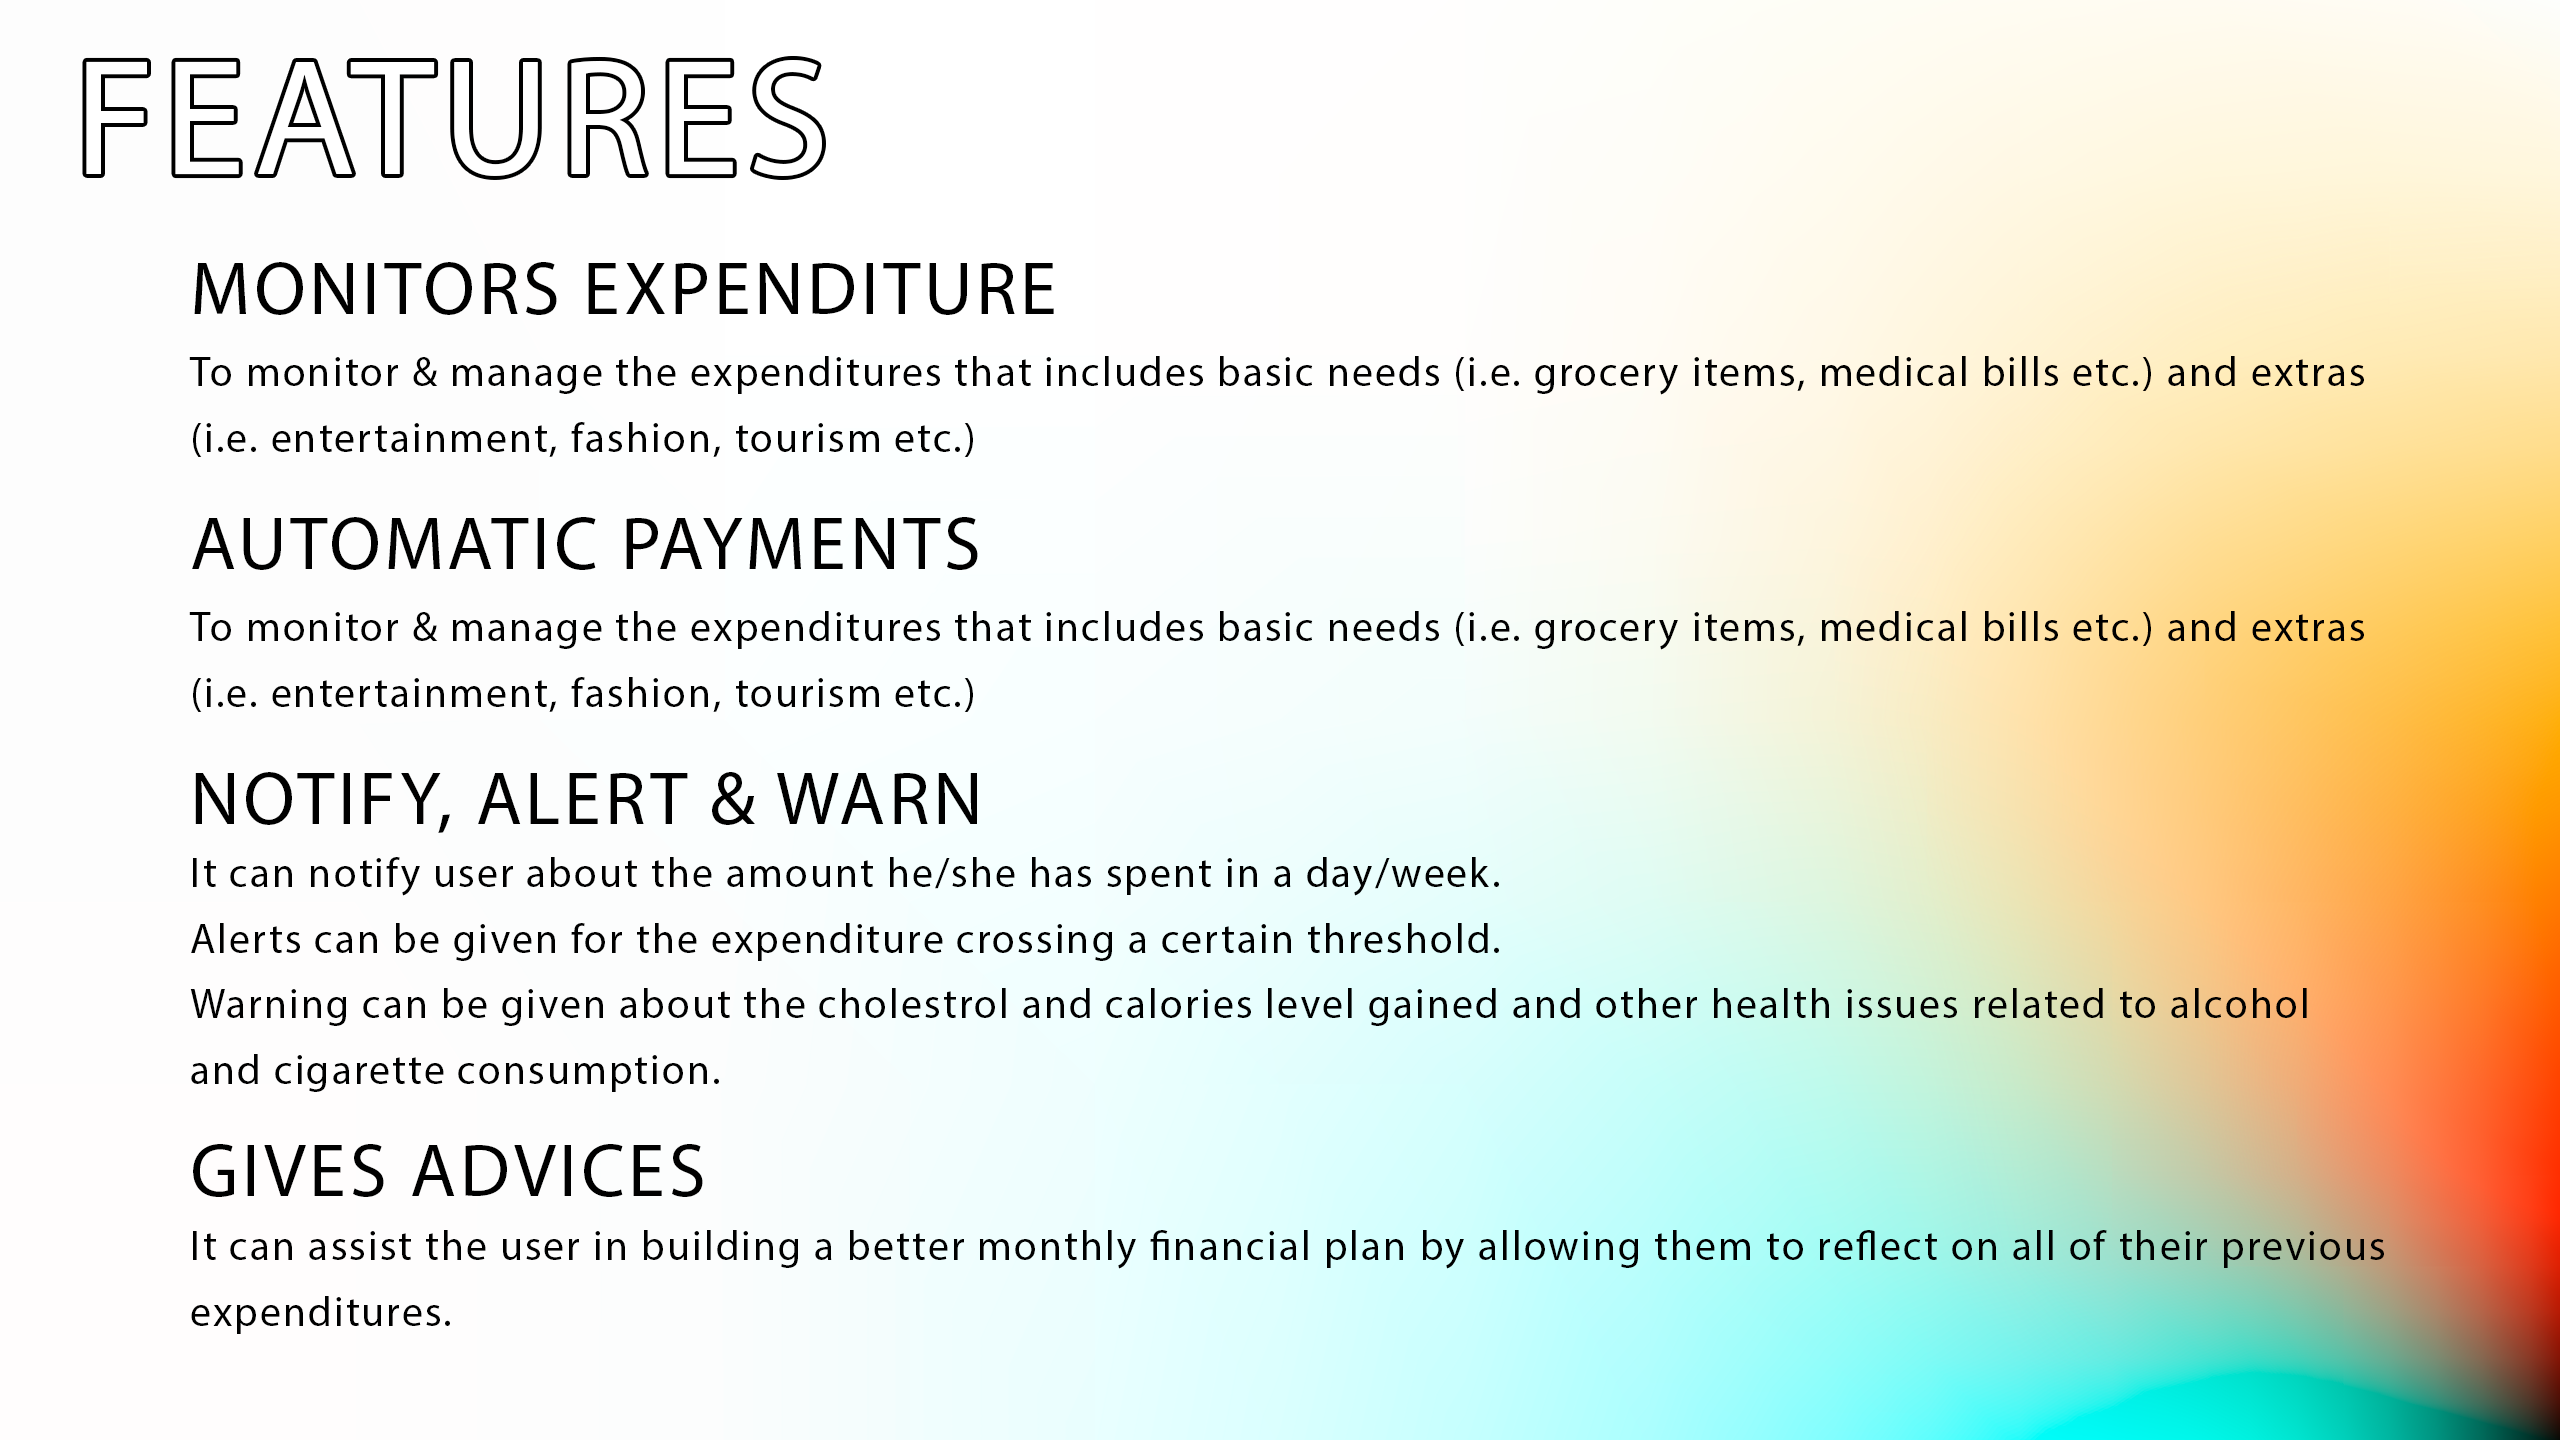 FEATURES
MONITORS EXPENDITURE
To monitor & manage the expenditures that includes basic needs (i.e. grocery items, medical bills etc.) and extras
(i.e. entertainment, fashion, tourism etc.)
AUTOMATIC PAYMENTS
To monitor & manage the expenditures that includes basic needs (i.e. grocery items, medical bills etc.) and extras
(i.e. entertainment, fashion, tourism etc.)
NOTIFY, ALERT & WARN
It can notify user about the amount he/she has spent in a day/week.
Alerts can be given for the expenditure crossing a certain threshold.
Warning can be given about the cholestrol and calories level gained and other health issues related to alcohol
and cigarette consumption.
GIVES ADVICES
It can assist the user in building a better monthly financial plan by allowing them to reflect on all of their previous
expenditures.